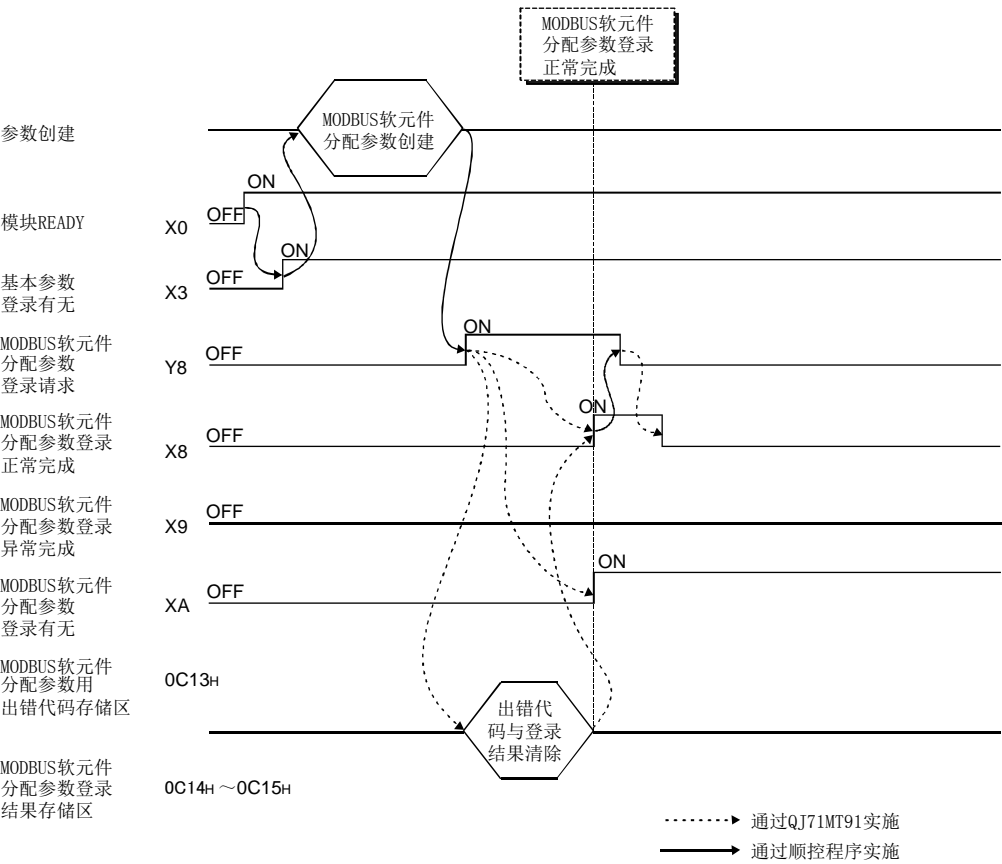 MODBUS软元件
分配参数登录
正常完成
MODBUS软元件
分配参数创建
参数创建
ON
模块READY
X0
OFF
ON
基本参数
登录有无
X3
OFF
ON
MODBUS软元件
分配参数
登录请求
Y8
OFF
ON
MODBUS软元件
分配参数登录
正常完成
X8
OFF
MODBUS软元件
分配参数登录
异常完成
X9
OFF
ON
MODBUS软元件
分配参数
登录有无
XA
OFF
MODBUS软元件
分配参数用
出错代码存储区
0C13H
出错代
码与登录
结果清除
MODBUS软元件
分配参数登录
结果存储区
0C14H ～0C15H
通过QJ71MT91实施
通过顺控程序实施